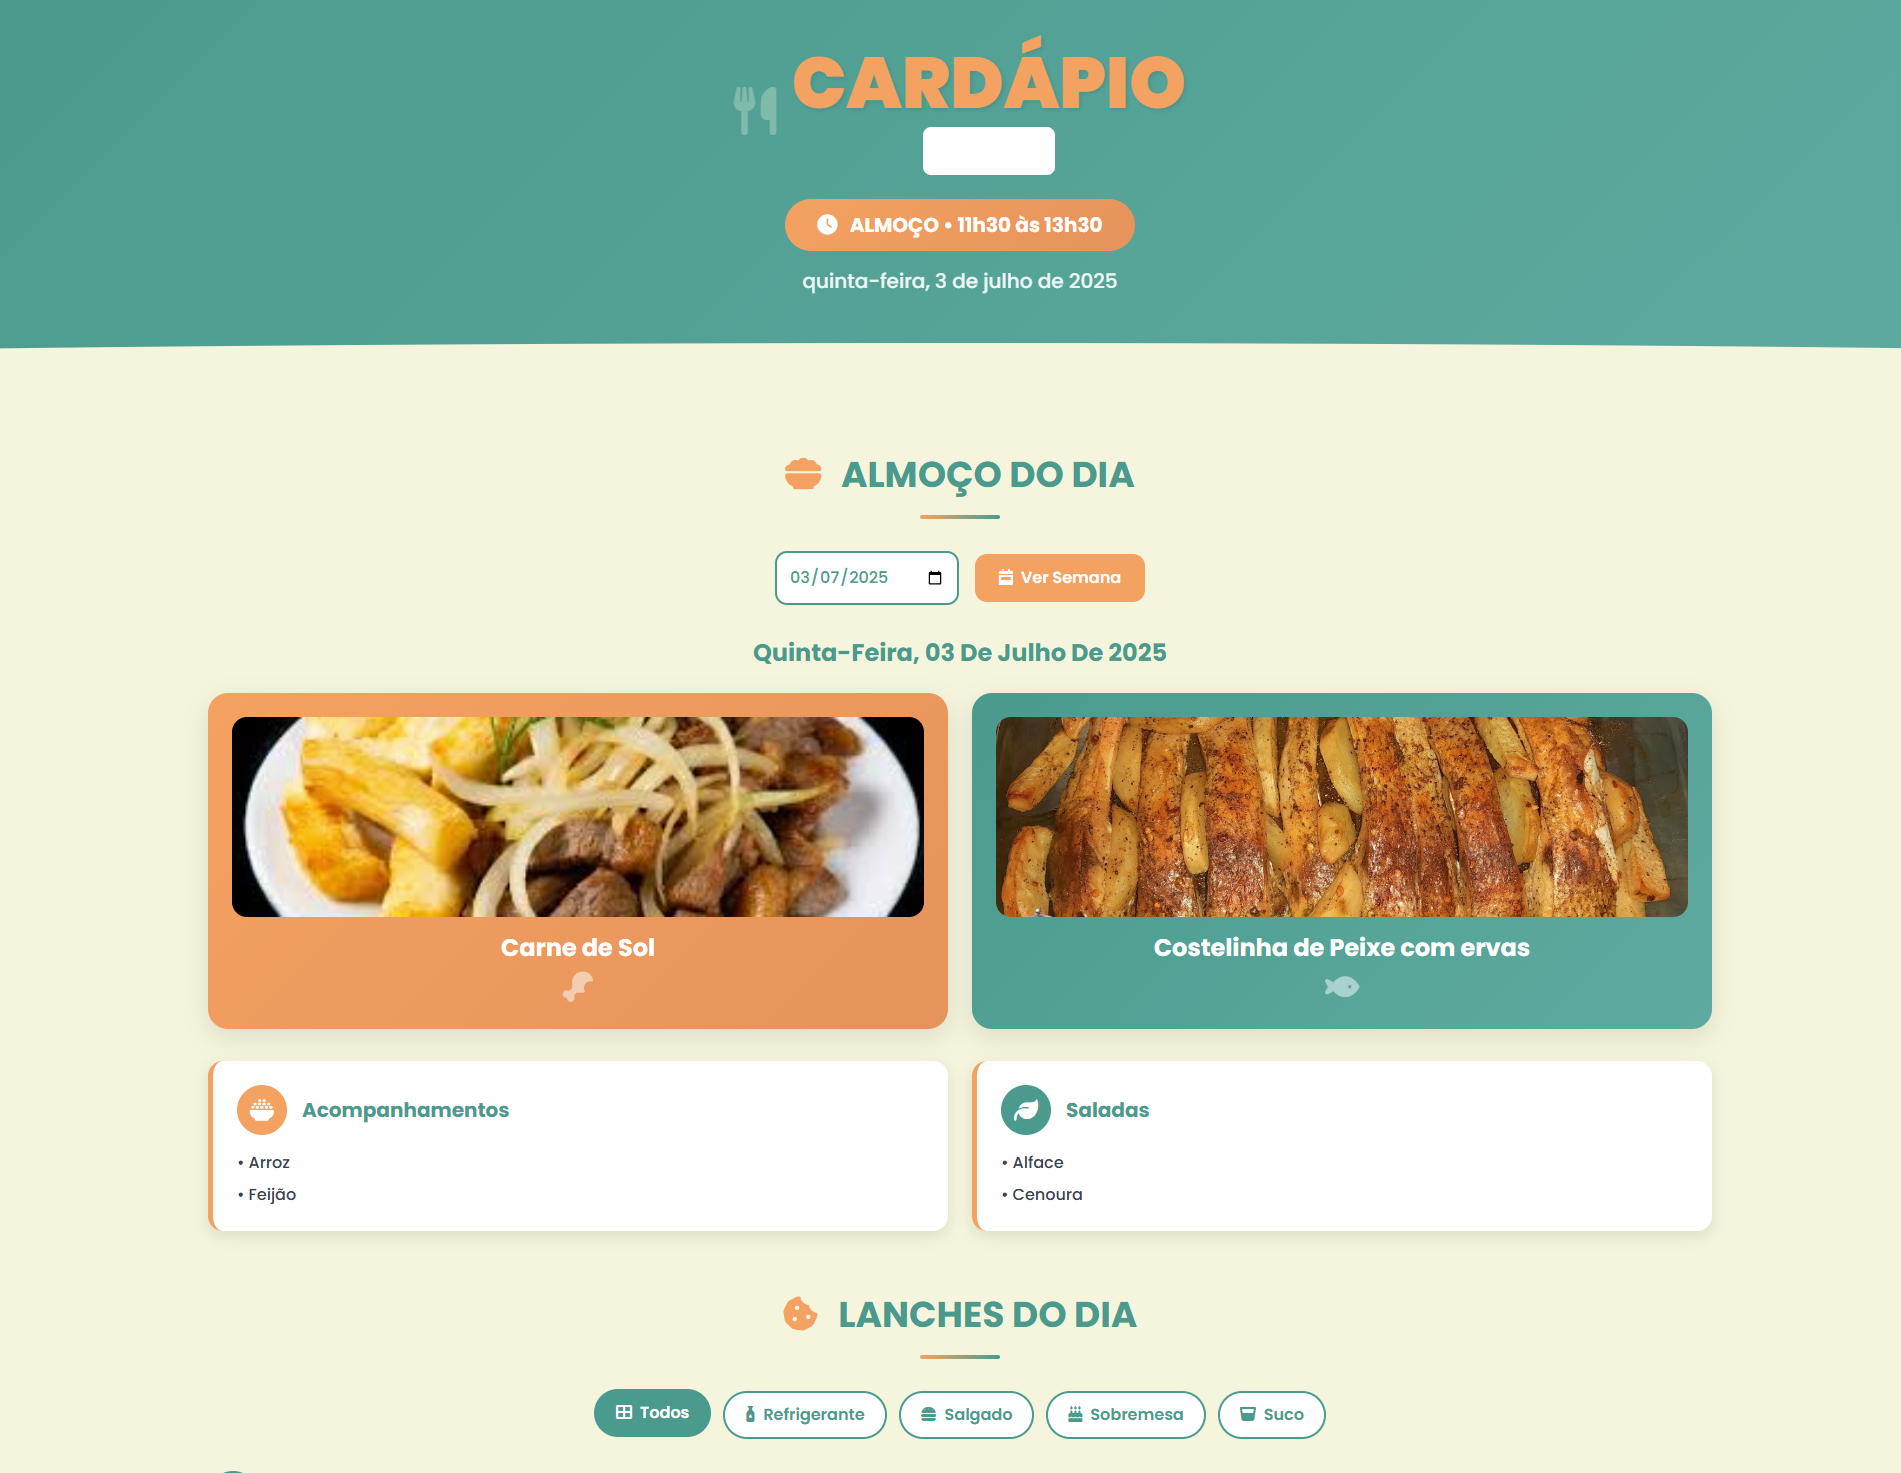 CARDÁPIO
ALMOÇO • 11h30 às 13h30
quinta-feira, 3 de julho de 2025
ALMOÇO DO DIA
03/07/2025
Ver Semana
Quinta-Feira, 03 De Julho De 2025
Carne de Sol
Costelinha de Peixe com ervas
Acompanhamentos
• Arroz
• Feijão
Saladas
• Alface
• Cenoura
LANCHES DO DIA
Todos
Refrigerante
Salgado
Sobremesa
Suco